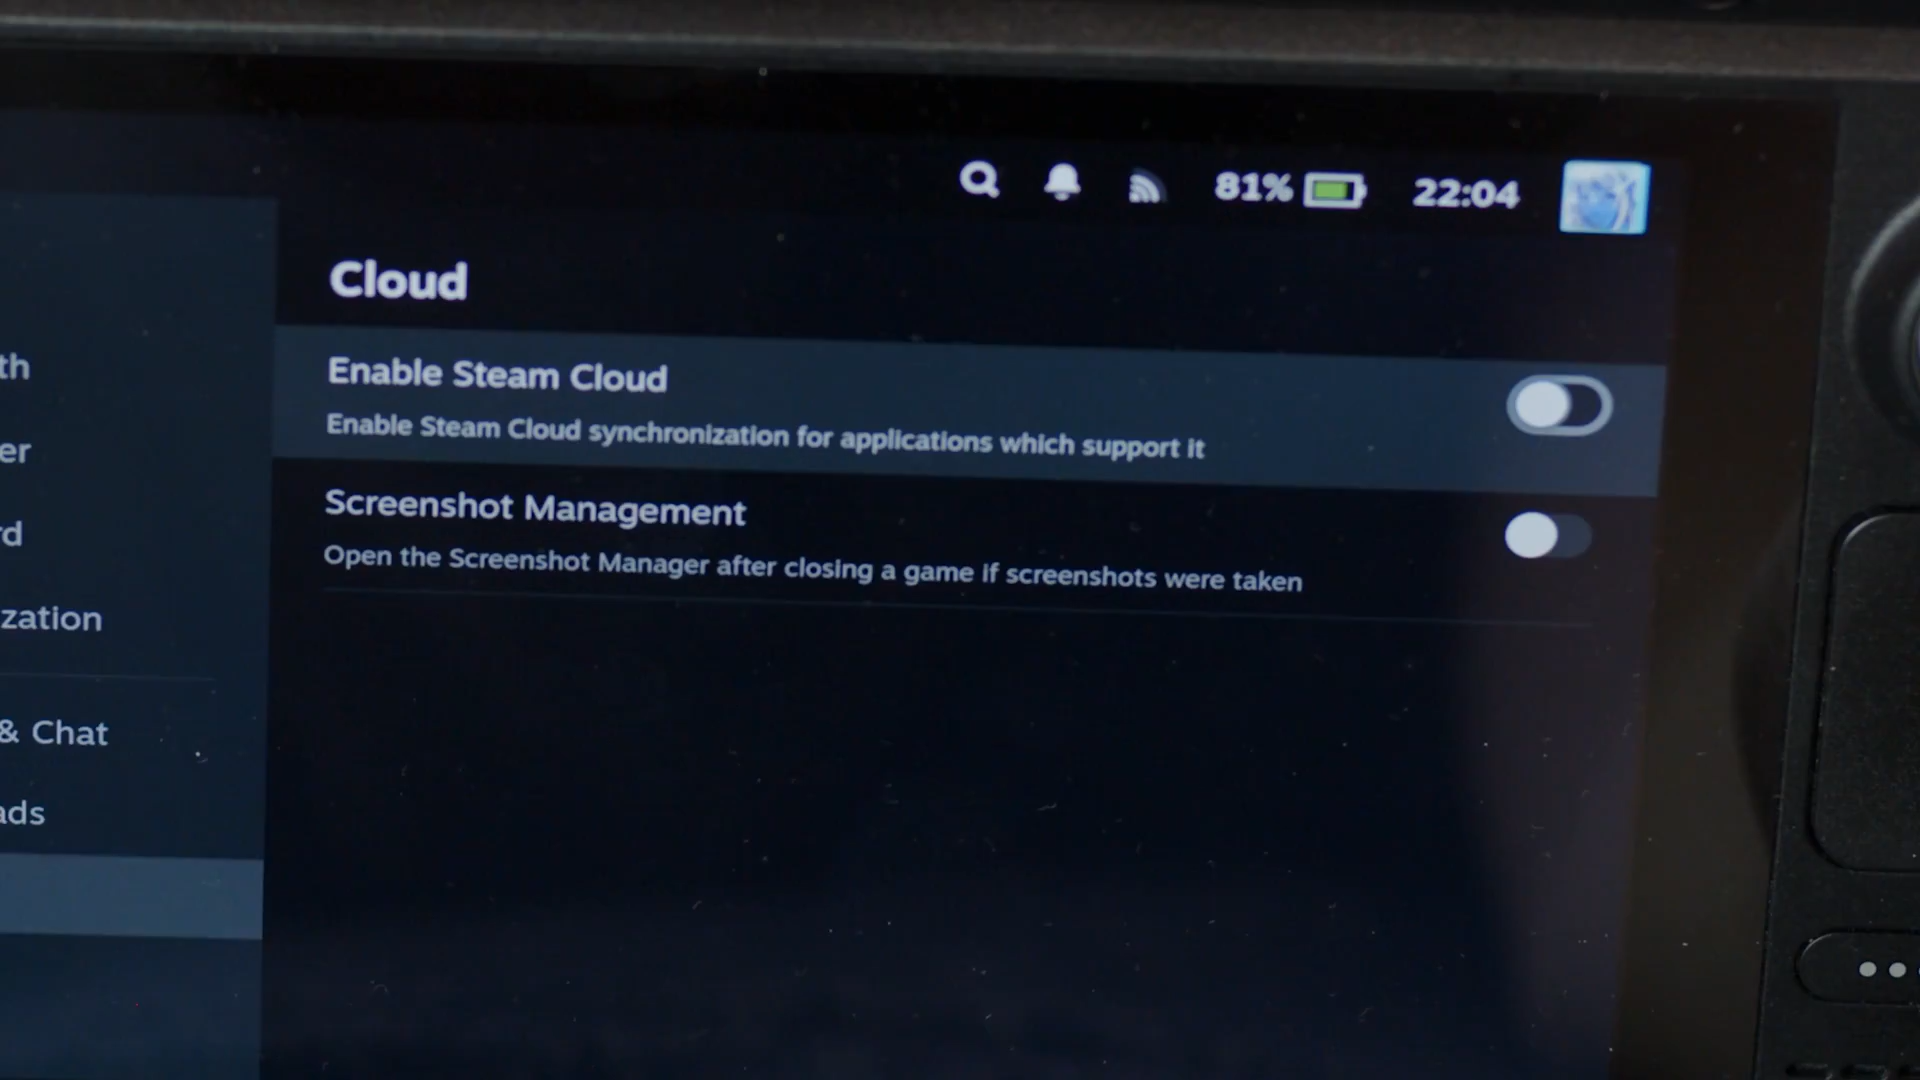 81% 22:04
Cloud
Enable Steam Cloud
Enable Steam Cloud synchronization for applications which support it
Screenshot Management
Open the Screenshot Manager after closing a game if screenshots were taken
th
er
rd
zation
& Chat
ads